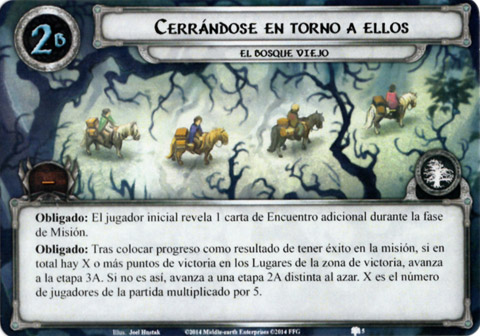 2B
CERRÁNDOSE EN TORNO A ELLOS
EL BOSQUE VIEJO
Obligado: El jugador inicial revela 1 carta de Encuentro adicional durante la fase
de Misión.
Obligado: Tras colocar progreso como resultado de tener éxito en la misión, si en
total hay X o más puntos de victoria en los Lugares de la zona de victoria, avanza
a la etapa 3A. Si no es así, avanza a una etapa 2A distinta al azar. X es el número
de jugadores de la partida multiplicado por 5.
Illus. Joel Hustak ©2014 Middle-earth Enterprises ©2014 FFG